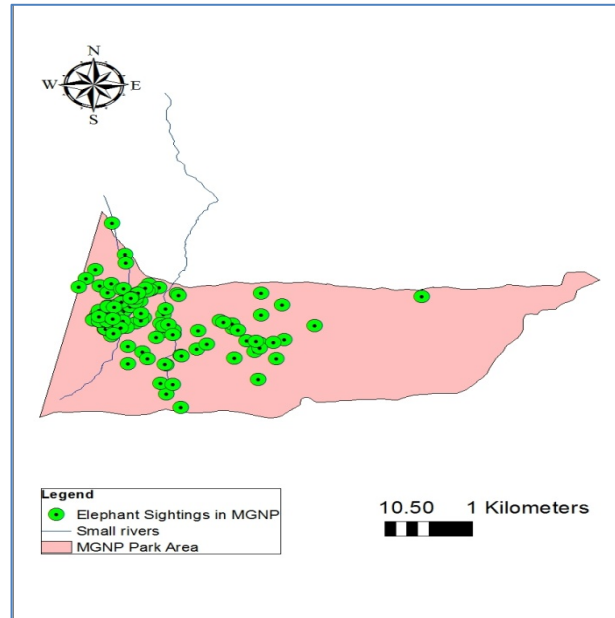 N
W E
S
Legend
Elephant Sightings in MGNP
Small rivers
MGNP Park Area
10.50 1 Kilometers